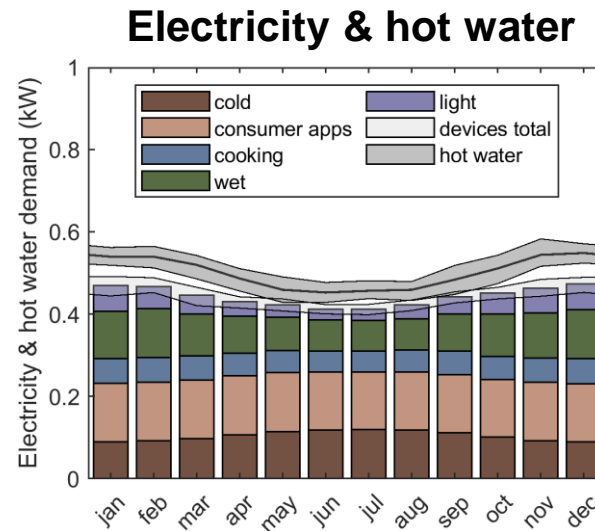 Electricity & hot water
Electricity & hot water demand (kW)
1
0.8
0.6
0.4
0.2
0
cold
consumer apps
cooking
wet
light
devices total
hot water
jan feb mar apr may jun jul aug sep oct nov dec